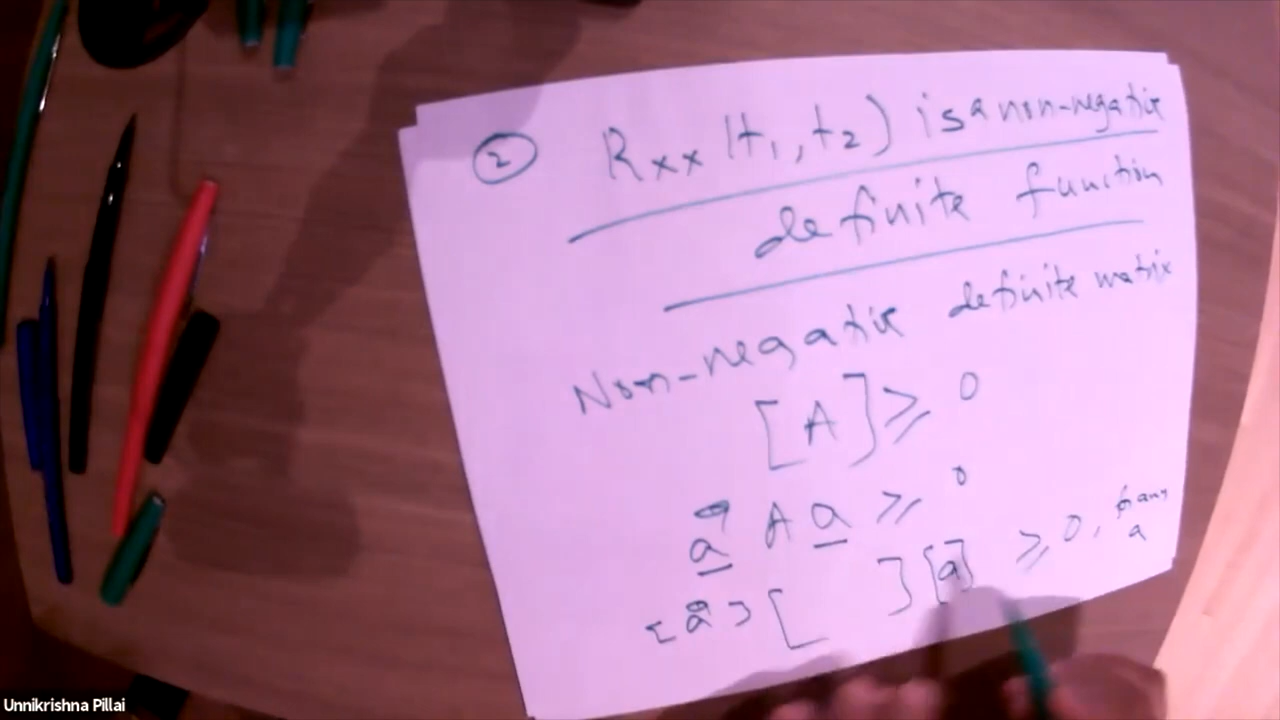 ② Rxx(t₁, t₂) is a non-negative
definite function
Non-negative definite matrix
[A] ≥ 0
a* A a ≥ 0
[a*] [ ] [a] ≥ 0, for any a
Unnikrishna Pillai